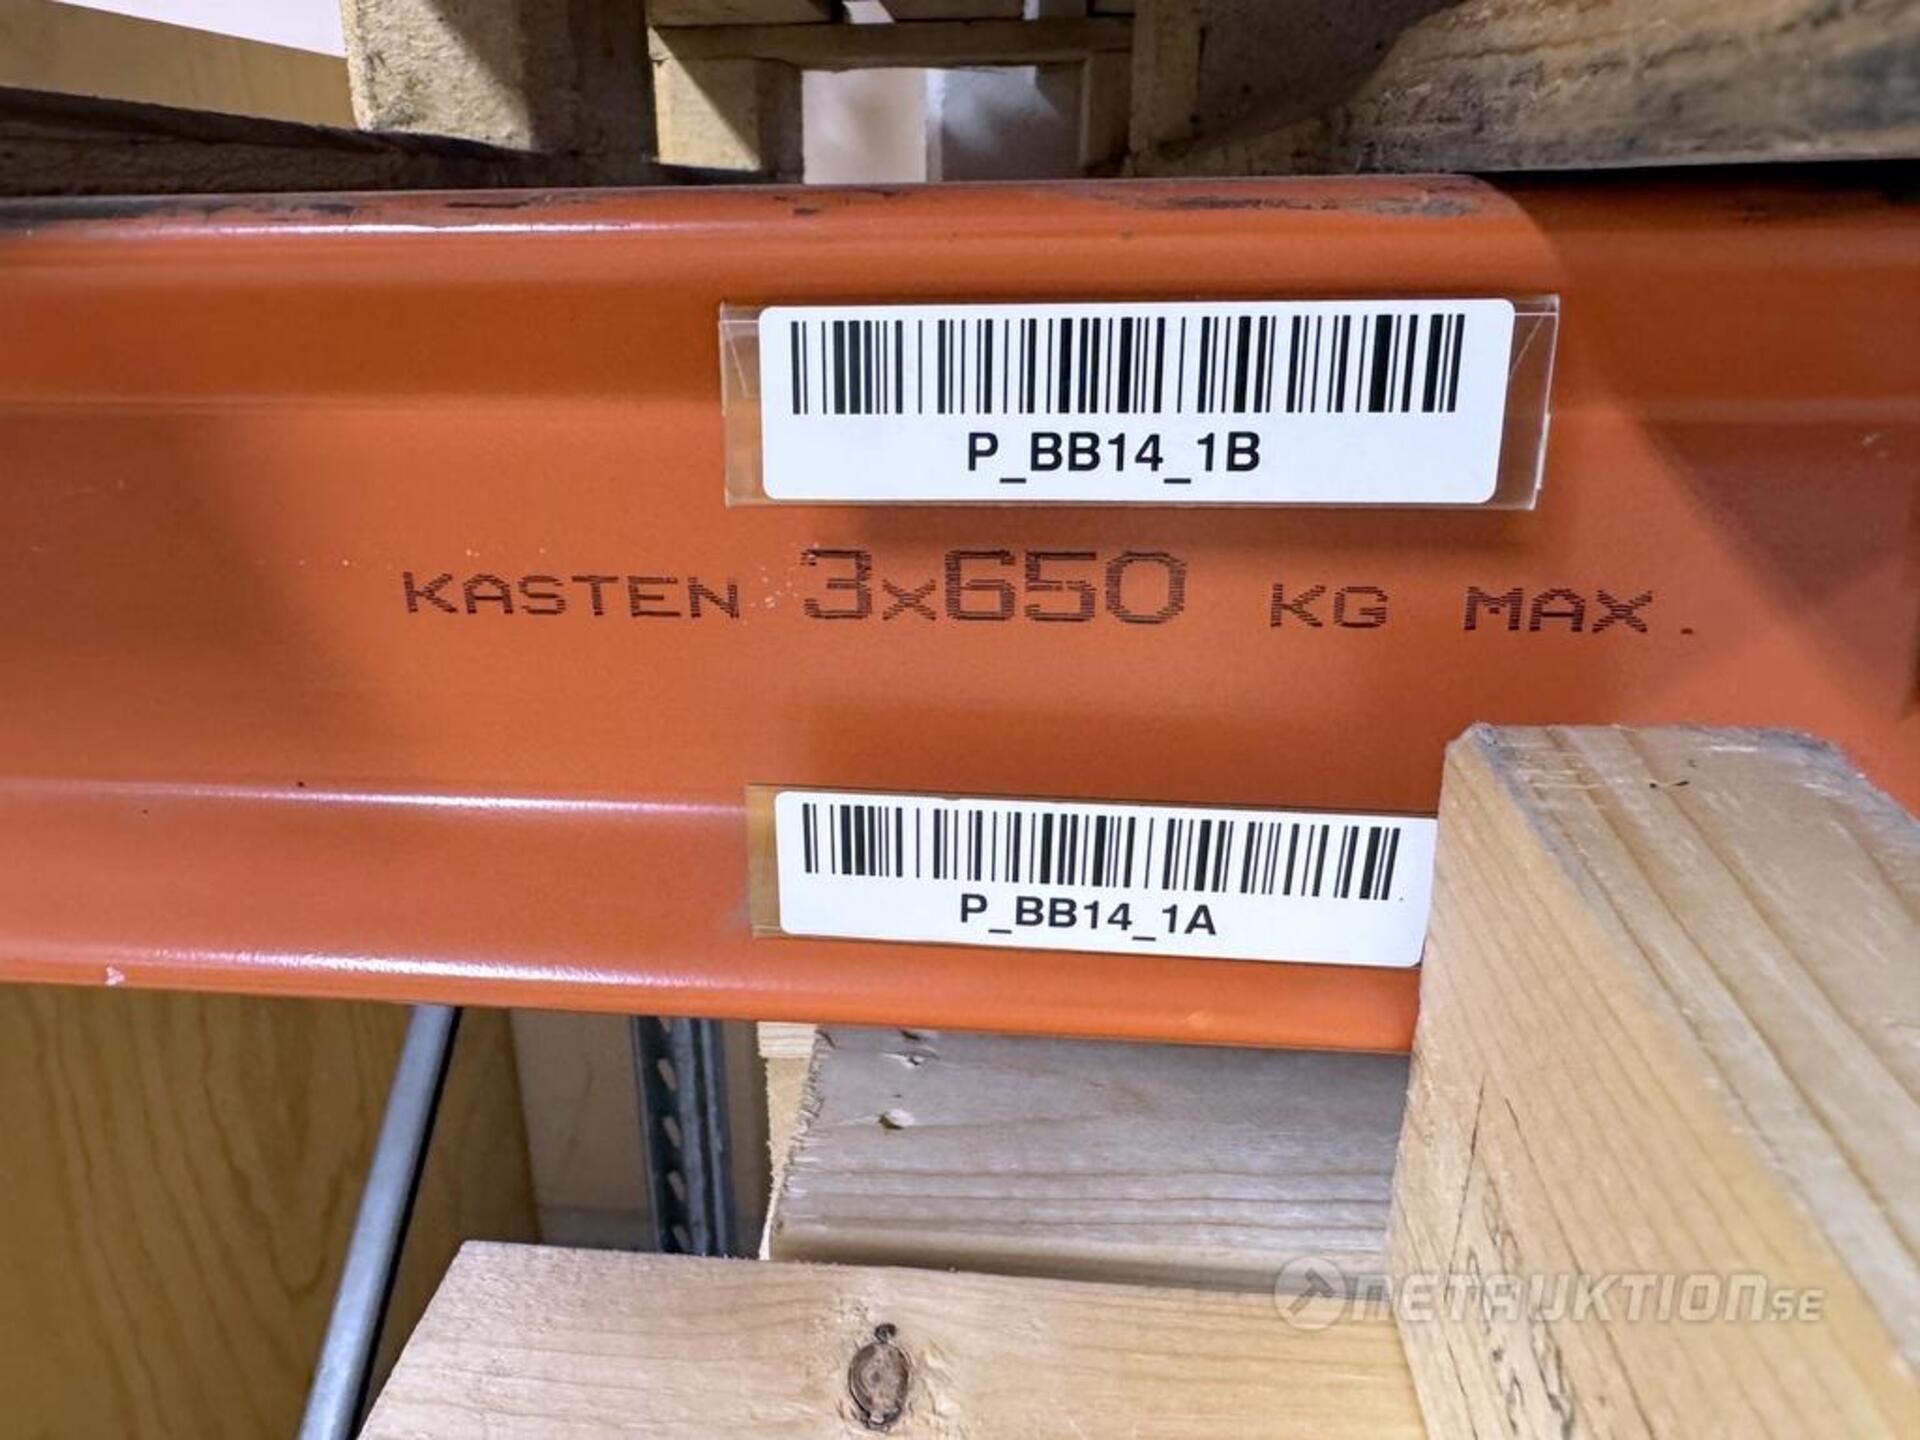 P_BB14_1B
KASTEN 3x650 KG MAX.
P_BB14_1A
NETAUKTION.SE